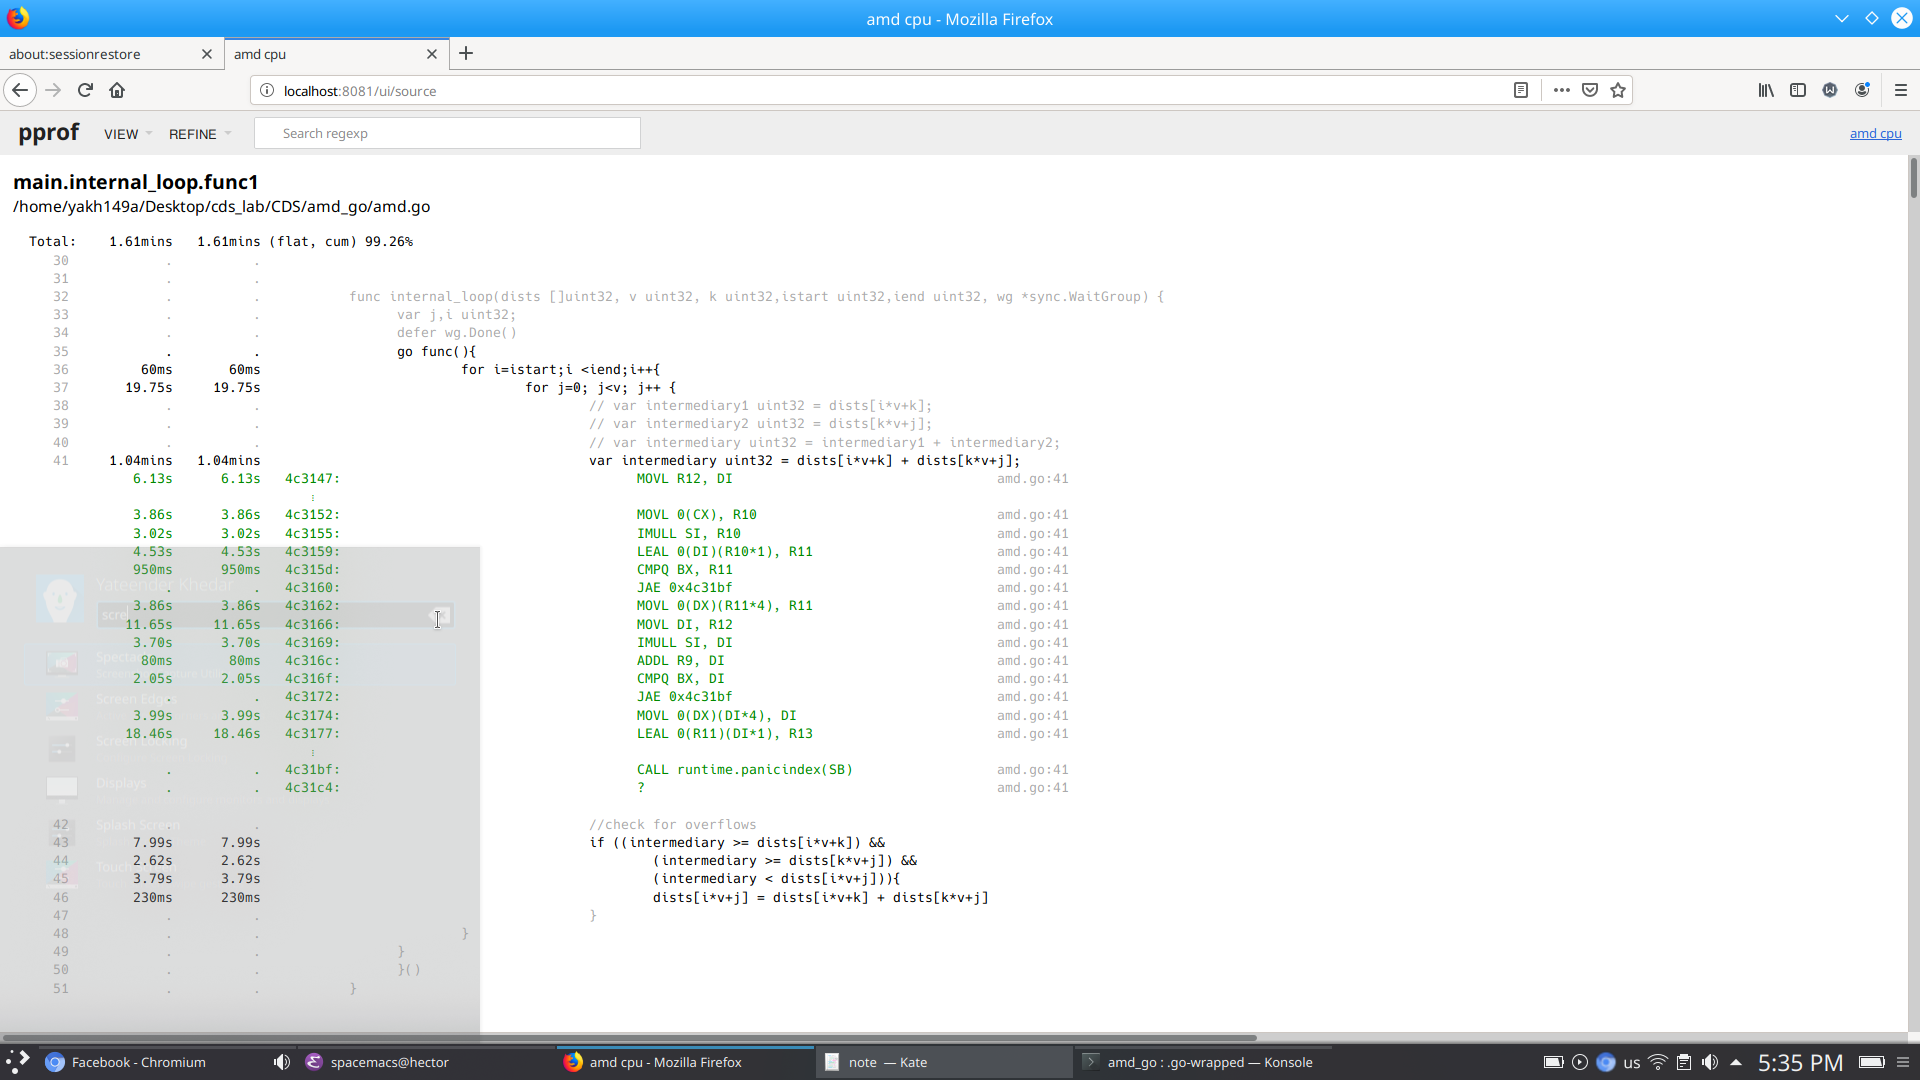 amd cpu - Mozilla Firefox
about:sessionrestore
amd cpu
localhost:8081/ui/source
pprof VIEW REFINE Search regexp amd cpu
main.internal_loop.func1
/home/yakh149a/Desktop/cds_lab/CDS/amd_go/amd.go
Total: 1.61mins 1.61mins (flat, cum) 99.26%
30 . .
31 . .
32 . . func internal_loop(dists []uint32, v uint32, k uint32,istart uint32,iend uint32, wg *sync.WaitGroup) {
33 . . var j,i uint32;
34 . . defer wg.Done()
35 . . go func(){
36 60ms 60ms for i=istart;i <iend;i++{
37 19.75s 19.75s for j=0; j<v; j++ {
38 . . // var intermediary1 uint32 = dists[i*v+k];
39 . . // var intermediary2 uint32 = dists[k*v+j];
40 . . // var intermediary uint32 = intermediary1 + intermediary2;
41 1.04mins 1.04mins var intermediary uint32 = dists[i*v+k] + dists[k*v+j];
6.13s 6.13s 4c3147: MOVL R12, DI amd.go:41
⋮
3.86s 3.86s 4c3152: MOVL 0(CX), R10 amd.go:41
3.02s 3.02s 4c3155: IMULL SI, R10 amd.go:41
4.53s 4.53s 4c3159: LEAL 0(DI)(R10*1), R11 amd.go:41
950ms 950ms 4c315d: CMPQ BX, R11 amd.go:41
. . 4c3160: JAE 0x4c31bf amd.go:41
3.86s 3.86s 4c3162: MOVL 0(DX)(R11*4), R11 amd.go:41
11.65s 11.65s 4c3166: MOVL DI, R12 amd.go:41
3.70s 3.70s 4c3169: IMULL SI, DI amd.go:41
80ms 80ms 4c316c: ADDL R9, DI amd.go:41
2.05s 2.05s 4c316f: CMPQ BX, DI amd.go:41
. . 4c3172: JAE 0x4c31bf amd.go:41
3.99s 3.99s 4c3174: MOVL 0(DX)(DI*4), DI amd.go:41
18.46s 18.46s 4c3177: LEAL 0(R11)(DI*1), R13 amd.go:41
⋮
. . 4c31bf: CALL runtime.panicindex(SB) amd.go:41
. . 4c31c4: ? amd.go:41
42 . . //check for overflows
43 7.99s 7.99s if ((intermediary >= dists[i*v+k]) &&
44 2.62s 2.62s (intermediary >= dists[k*v+j]) &&
45 3.79s 3.79s (intermediary < dists[i*v+j])){
46 230ms 230ms dists[i*v+j] = dists[i*v+k] + dists[k*v+j]
47 . . }
48 . . }
49 . . }
50 . . }()
51 . . }
Yateender Khedar
scre
Screen Edges
Screen Locking
Displays
Splash Screen
Facebook - Chromium
spacemacs@hector
amd cpu - Mozilla Firefox
note — Kate
amd_go : .go-wrapped — Konsole
us
5:35 PM